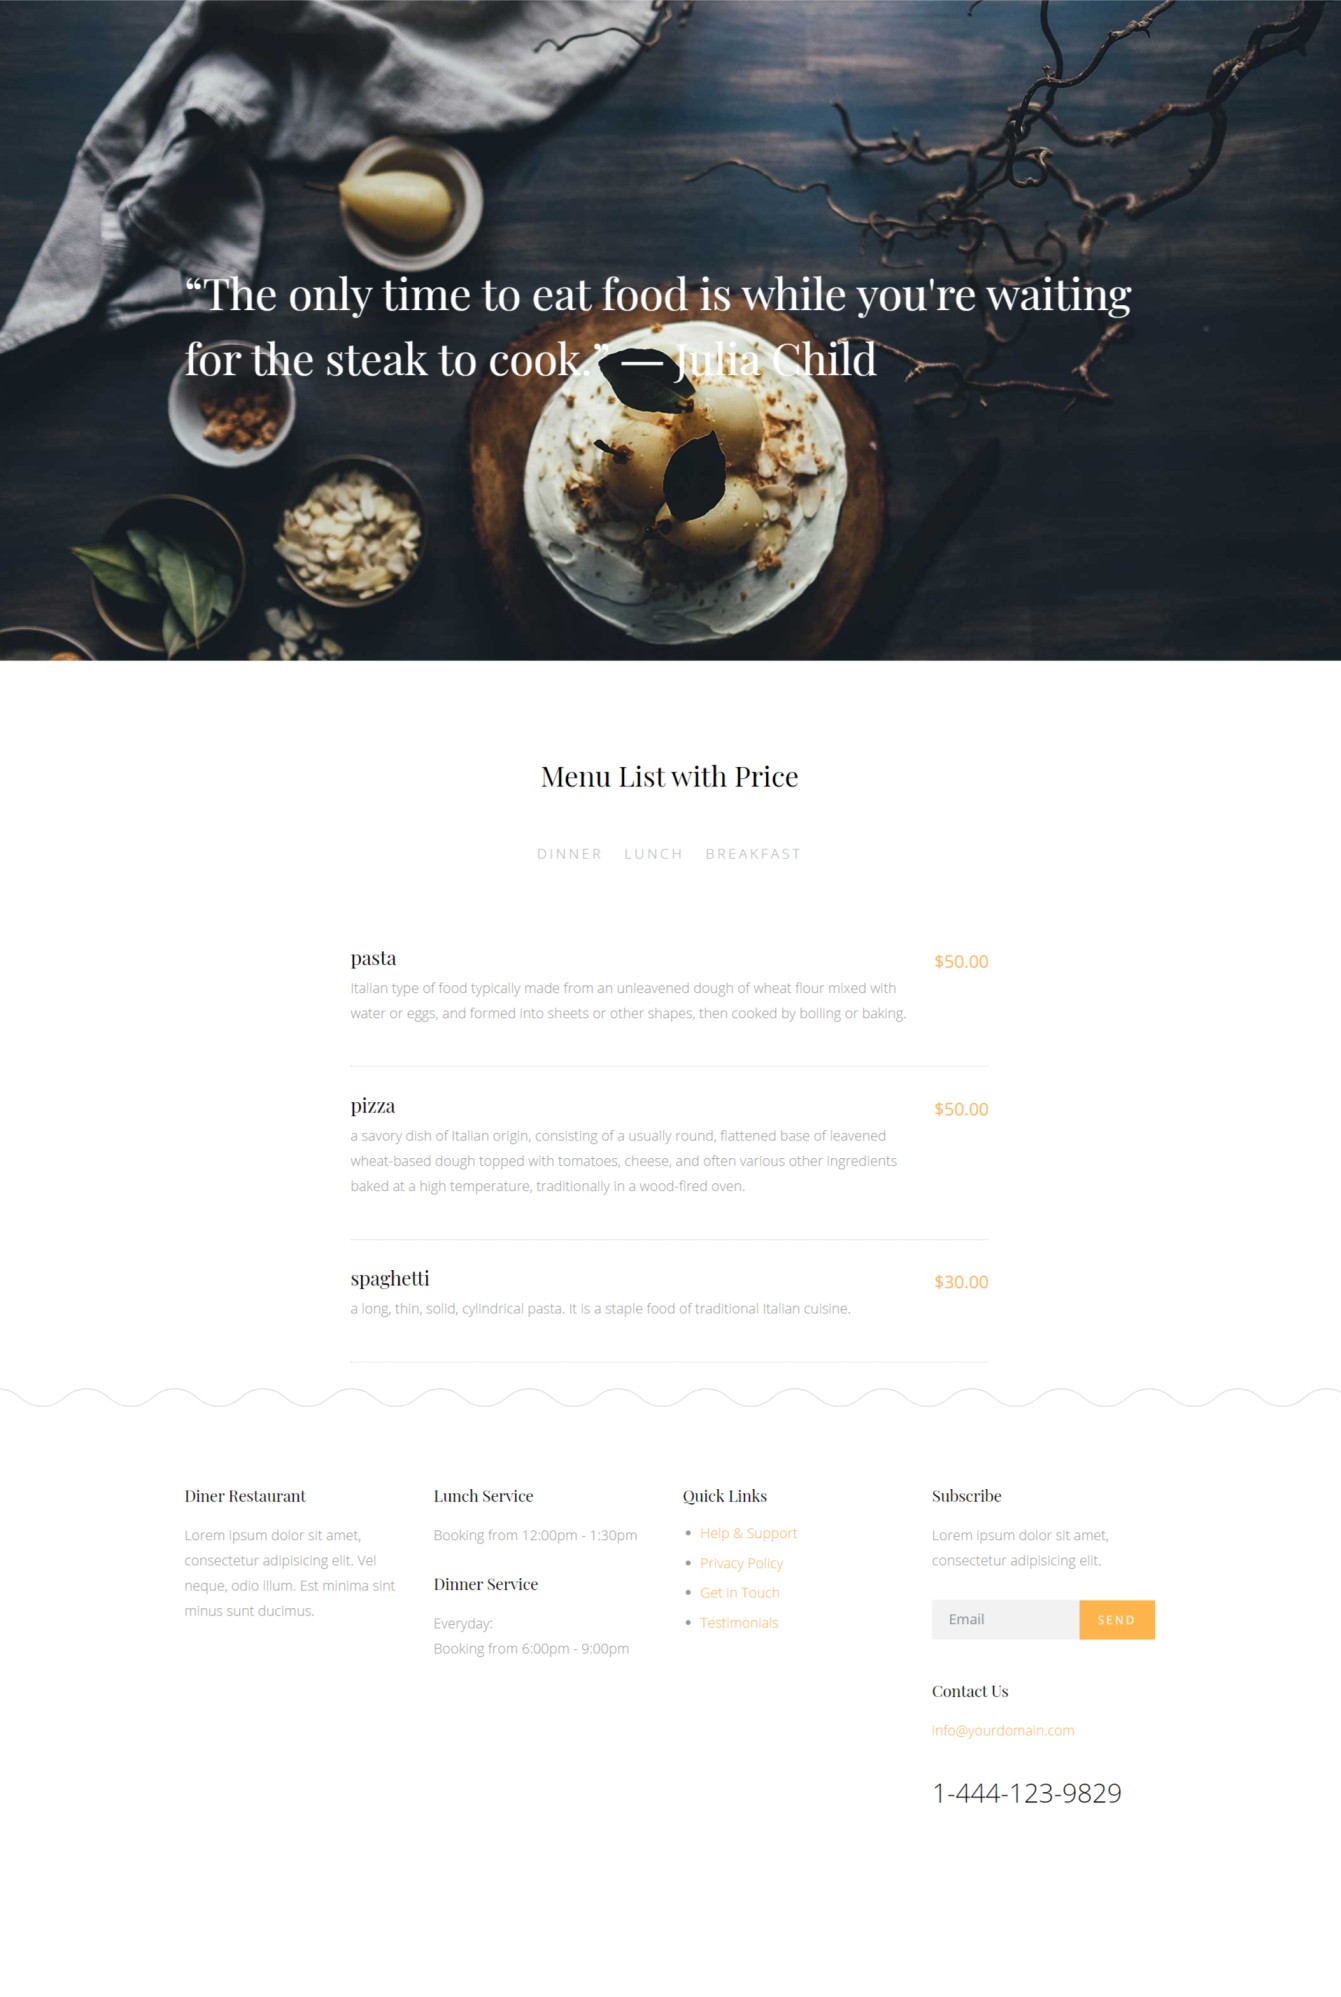 “The only time to eat food is while you're waiting
for the steak to cook.” — Julia Child
Menu List with Price
DINNER LUNCH BREAKFAST
pasta
$50.00
Italian type of food typically made from an unleavened dough of wheat flour mixed with
water or eggs, and formed into sheets or other shapes, then cooked by boiling or baking.
pizza
$50.00
a savory dish of Italian origin, consisting of a usually round, flattened base of leavened
wheat-based dough topped with tomatoes, cheese, and often various other ingredients
baked at a high temperature, traditionally in a wood-fired oven.
spaghetti
$30.00
a long, thin, solid, cylindrical pasta. It is a staple food of traditional Italian cuisine.
Diner Restaurant
Lorem ipsum dolor sit amet,
consectetur adipisicing elit. Vel
neque, odio illum. Est minima sint
minus sunt ducimus.
Lunch Service
Booking from 12:00pm - 1:30pm
Dinner Service
Everyday:
Booking from 6:00pm - 9:00pm
Quick Links
Help & Support
Privacy Policy
Get in Touch
Testimonials
Subscribe
Lorem ipsum dolor sit amet,
consectetur adipisicing elit.
Email
SEND
Contact Us
info@yourdomain.com
1-444-123-9829